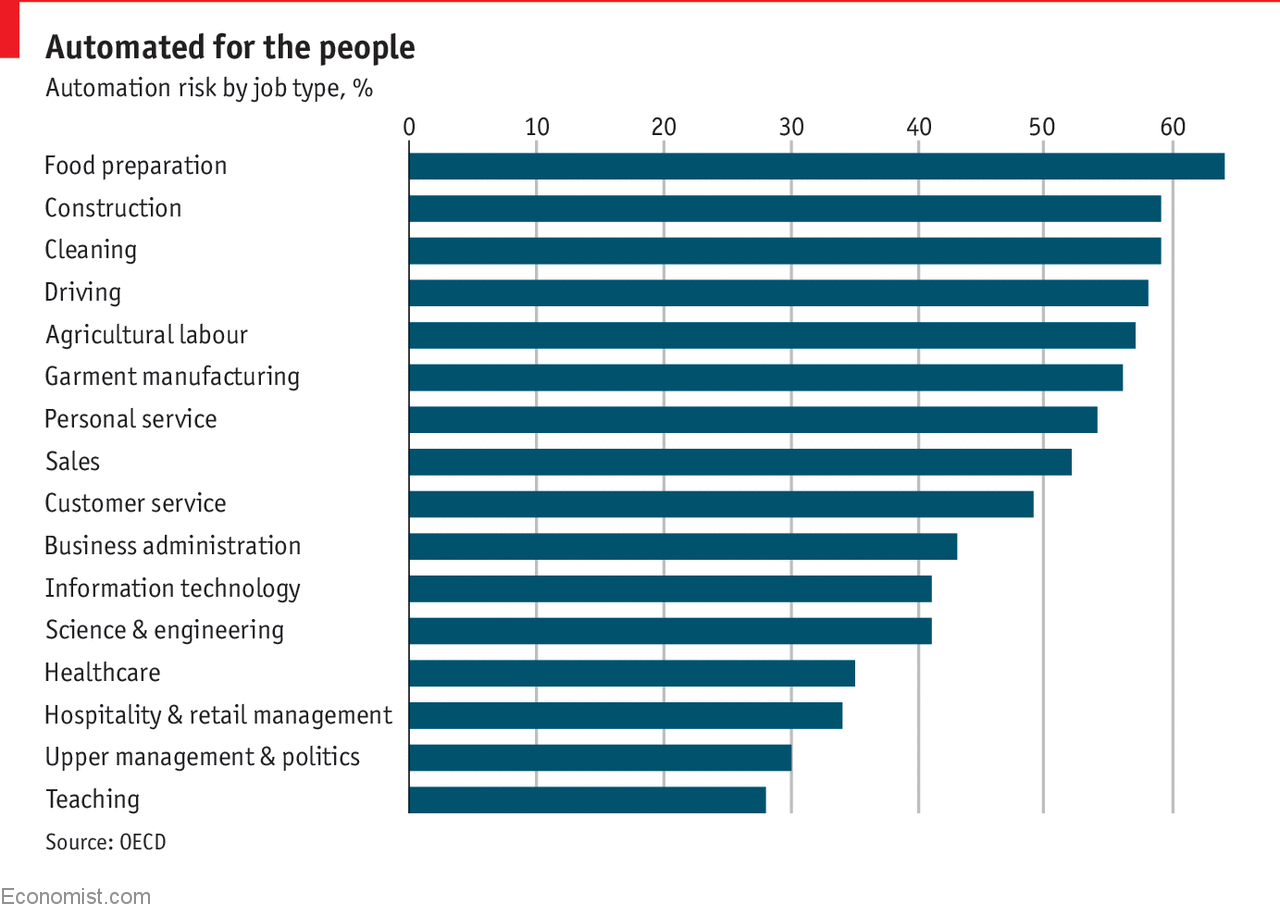 Automated for the people
Automation risk by job type, %
0 10 20 30 40 50 60
Food preparation
Construction
Cleaning
Driving
Agricultural labour
Garment manufacturing
Personal service
Sales
Customer service
Business administration
Information technology
Science & engineering
Healthcare
Hospitality & retail management
Upper management & politics
Teaching
Source: OECD
Economist.com